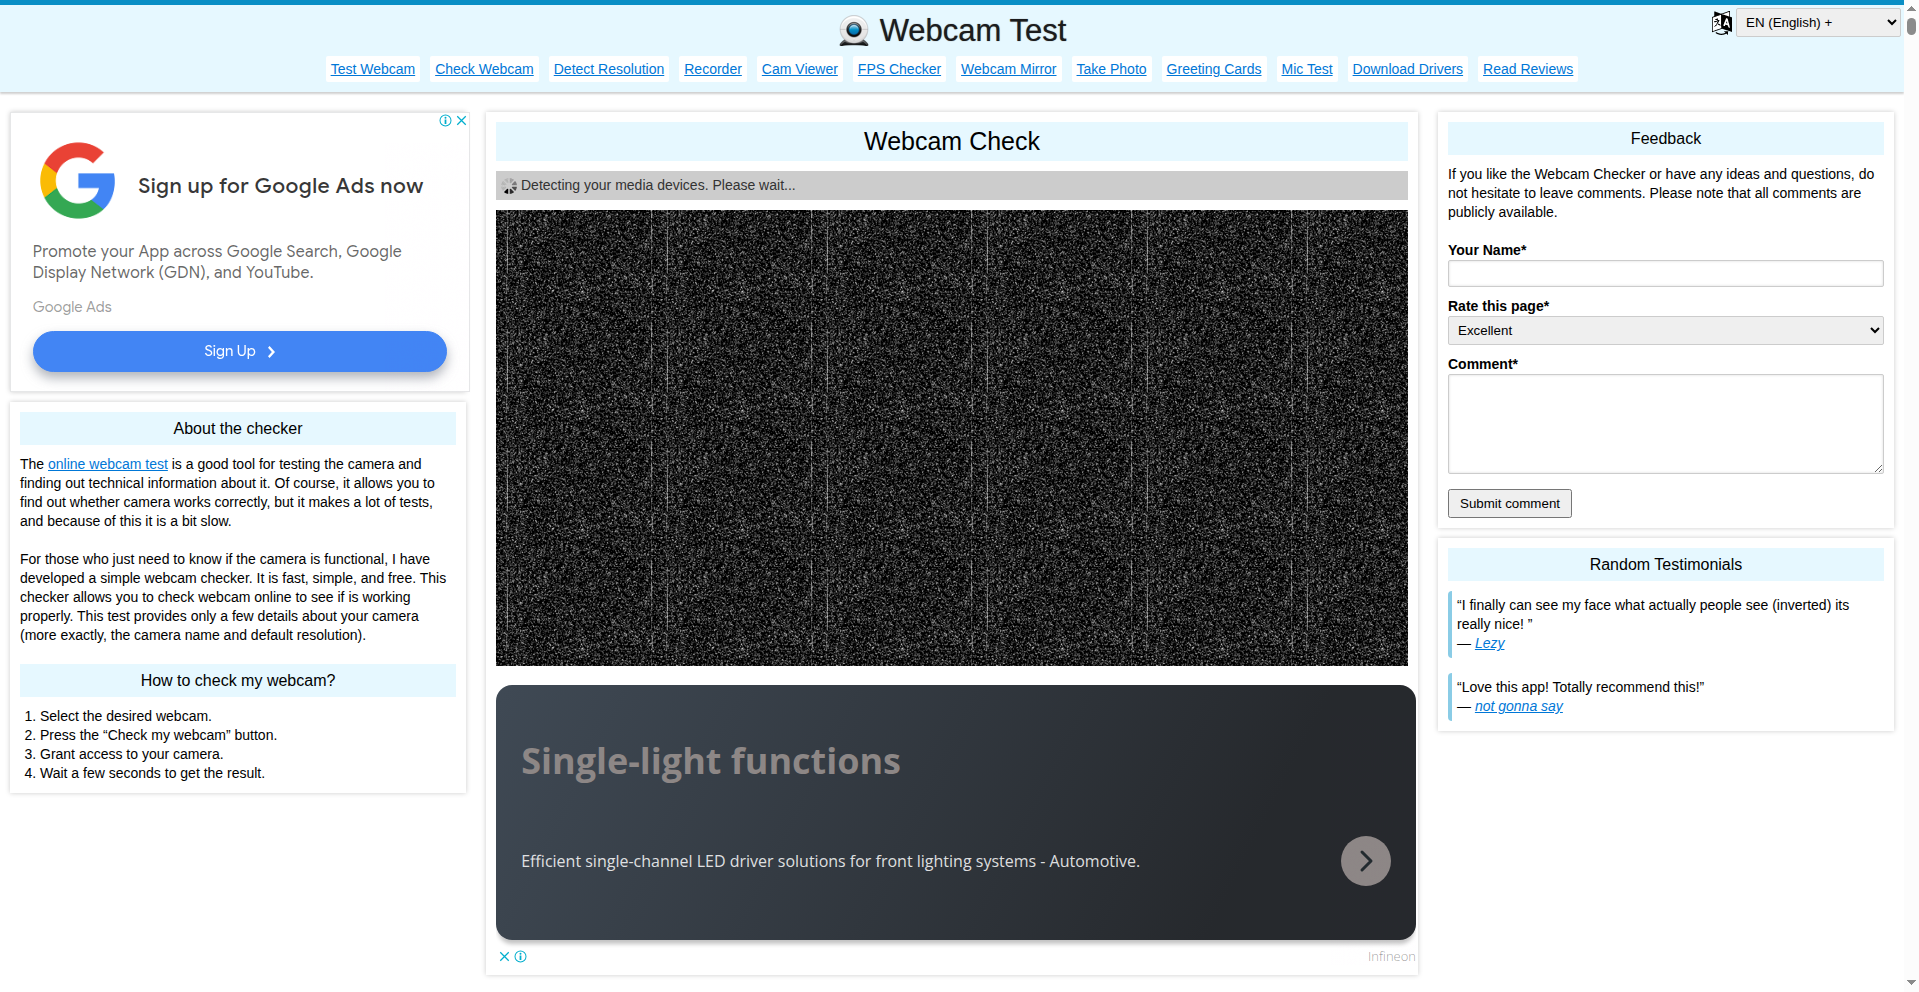 Webcam Test
EN (English) +
Test Webcam
Check Webcam
Detect Resolution
Recorder
Cam Viewer
FPS Checker
Webcam Mirror
Take Photo
Greeting Cards
Mic Test
Download Drivers
Read Reviews
Sign up for Google Ads now
Promote your App across Google Search, Google
Display Network (GDN), and YouTube.
Google Ads
Sign Up
About the checker
The online webcam test is a good tool for testing the camera and
finding out technical information about it. Of course, it allows you to
find out whether camera works correctly, but it makes a lot of tests,
and because of this it is a bit slow.
For those who just need to know if the camera is functional, I have
developed a simple webcam checker. It is fast, simple, and free. This
checker allows you to check webcam online to see if is working
properly. This test provides only a few details about your camera
(more exactly, the camera name and default resolution).
How to check my webcam?
1. Select the desired webcam.
2. Press the “Check my webcam” button.
3. Grant access to your camera.
4. Wait a few seconds to get the result.
Webcam Check
Detecting your media devices. Please wait...
Single-light functions
Efficient single-channel LED driver solutions for front lighting systems - Automotive.
Infineon
Feedback
If you like the Webcam Checker or have any ideas and questions, do
not hesitate to leave comments. Please note that all comments are
publicly available.
Your Name*
Rate this page*
Excellent
Comment*
Submit comment
Random Testimonials
“I finally can see my face what actually people see (inverted) its
really nice! ”
— Lezy
“Love this app! Totally recommend this!”
— not gonna say